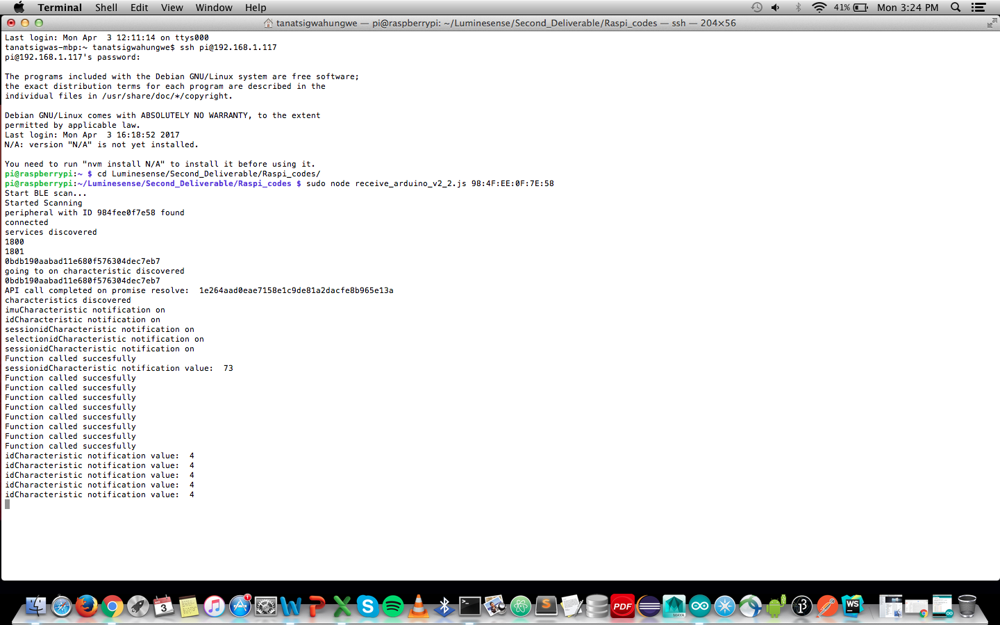 Terminal Shell Edit View Window Help 41% Mon 3:24 PM
tanatsigwahungwe — pi@raspberrypi: ~/Luminesense/Second_Deliverable/Raspi_codes — ssh — 204×56
Last login: Mon Apr  3 12:11:14 on ttys000
tanatsigwas-mbp:~ tanatsigwahungwe$ ssh pi@192.168.1.117
pi@192.168.1.117's password:
The programs included with the Debian GNU/Linux system are free software;
the exact distribution terms for each program are described in the
individual files in /usr/share/doc/*/copyright.
Debian GNU/Linux comes with ABSOLUTELY NO WARRANTY, to the extent
permitted by applicable law.
Last login: Mon Apr  3 16:18:52 2017
N/A: version "N/A" is not yet installed.
You need to run "nvm install N/A" to install it before using it.
pi@raspberrypi:~ $ cd Luminesense/Second_Deliverable/Raspi_codes/
pi@raspberrypi:~/Luminesense/Second_Deliverable/Raspi_codes $ sudo node receive_arduino_v2_2.js 98:4F:EE:0F:7E:58
Start BLE scan...
Started Scanning
peripheral with ID 984fee0f7e58 found
connected
services discovered
1800
1801
0bdb190aabad11e680f576304dec7eb7
going to on characteristic discovered
0bdb190aabad11e680f576304dec7eb7
API call completed on promise resolve:  1e264aad0eae7158e1c9de81a2dacfe8b965e13a
characteristics discovered
imuCharacteristic notification on
idCharacteristic notification on
sessionidCharacteristic notification on
selectionidCharacteristic notification on
sessionidCharacteristic notification on
Function called succesfully
sessionidCharacteristic notification value:  73
Function called succesfully
Function called succesfully
Function called succesfully
Function called succesfully
Function called succesfully
Function called succesfully
Function called succesfully
Function called succesfully
idCharacteristic notification value:  4
idCharacteristic notification value:  4
idCharacteristic notification value:  4
idCharacteristic notification value:  4
idCharacteristic notification value:  4
3
1
PDF
MAYA
WS